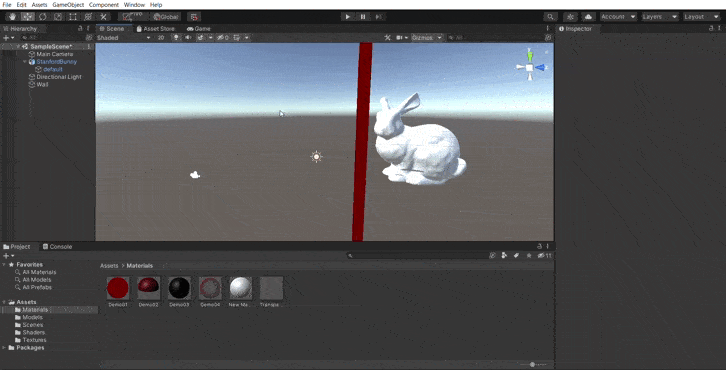 File Edit Assets GameObject Component Window Help
Global
Account Layers Layout
Hierarchy
Scene Asset Store Game
Inspector
Shaded 2D 0 Gizmos All
All
SampleScene*
Main Camera
StanfordBunny
default
Directional Light
Wall
Project Console
11
Favorites
All Materials
All Models
All Prefabs
Assets
Materials
Models
Scenes
Shaders
Textures
Packages
Assets > Materials
Demo01 Demo02 Demo03 Demo04 New Ma... Transpa...